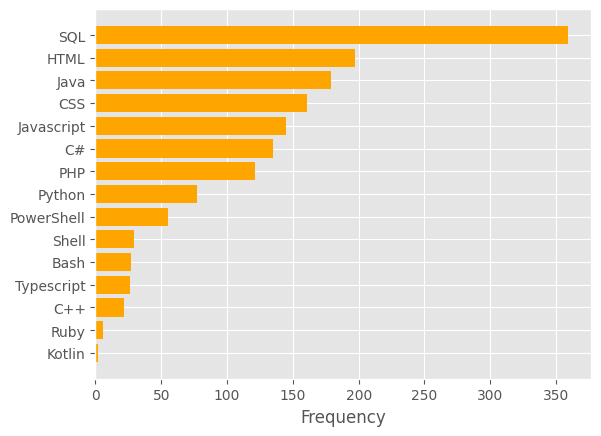 SQL
HTML
Java
CSS
Javascript
C#
PHP
Python
PowerShell
Shell
Bash
Typescript
C++
Ruby
Kotlin
0 50 100 150 200 250 300 350
Frequency